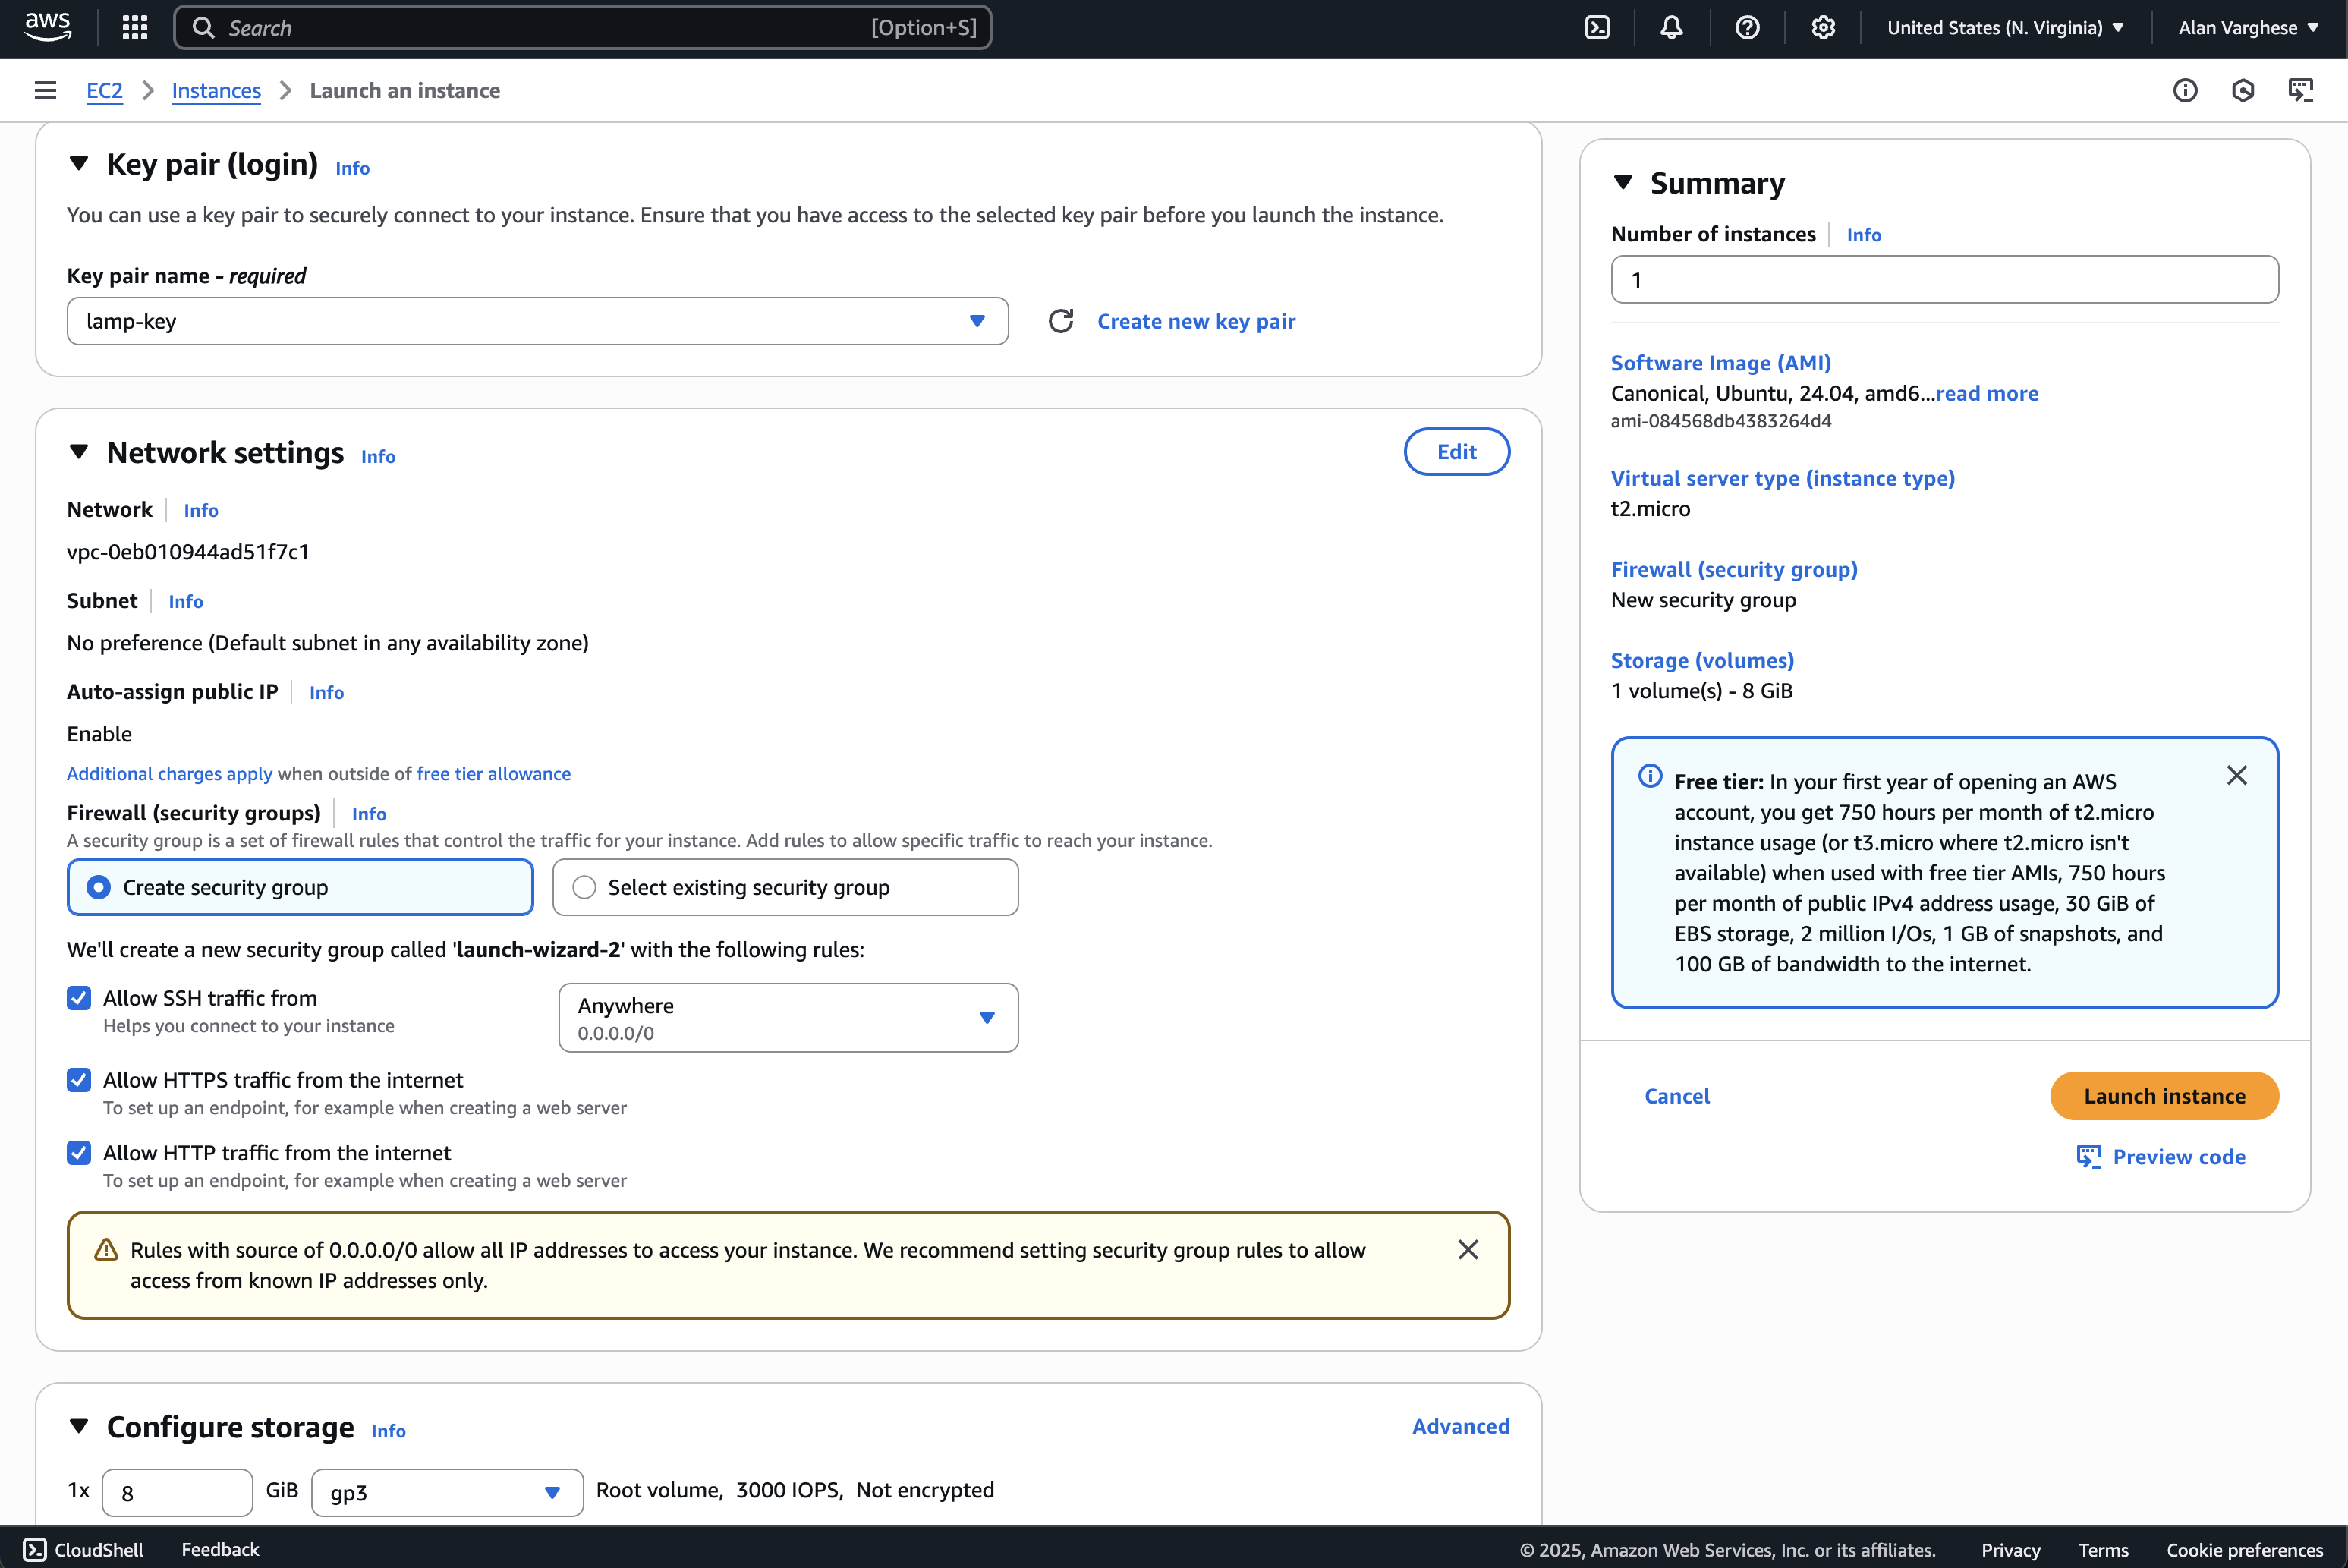 aws
Search
[Option+S]
United States (N. Virginia)
Alan Varghese
EC2
Instances
Launch an instance
Key pair (login)
Info
You can use a key pair to securely connect to your instance. Ensure that you have access to the selected key pair before you launch the instance.
Key pair name - required
lamp-key
Create new key pair
Network settings
Info
Edit
Network
Info
vpc-0eb010944ad51f7c1
Subnet
Info
No preference (Default subnet in any availability zone)
Auto-assign public IP
Info
Enable
Additional charges apply when outside of free tier allowance
Firewall (security groups)
Info
A security group is a set of firewall rules that control the traffic for your instance. Add rules to allow specific traffic to reach your instance.
Create security group
Select existing security group
We'll create a new security group called 'launch-wizard-2' with the following rules:
Allow SSH traffic from
Helps you connect to your instance
Anywhere
0.0.0.0/0
Allow HTTPS traffic from the internet
To set up an endpoint, for example when creating a web server
Allow HTTP traffic from the internet
To set up an endpoint, for example when creating a web server
Rules with source of 0.0.0.0/0 allow all IP addresses to access your instance. We recommend setting security group rules to allow
access from known IP addresses only.
Configure storage
Info
Advanced
1x
8
GiB
gp3
Root volume, 3000 IOPS, Not encrypted
Summary
Number of instances
Info
1
Software Image (AMI)
Canonical, Ubuntu, 24.04, amd6...read more
ami-084568db4383264d4
Virtual server type (instance type)
t2.micro
Firewall (security group)
New security group
Storage (volumes)
1 volume(s) - 8 GiB
Free tier: In your first year of opening an AWS
account, you get 750 hours per month of t2.micro
instance usage (or t3.micro where t2.micro isn't
available) when used with free tier AMIs, 750 hours
per month of public IPv4 address usage, 30 GiB of
EBS storage, 2 million I/Os, 1 GB of snapshots, and
100 GB of bandwidth to the internet.
Cancel
Launch instance
Preview code
CloudShell
Feedback
© 2025, Amazon Web Services, Inc. or its affiliates.
Privacy
Terms
Cookie preferences